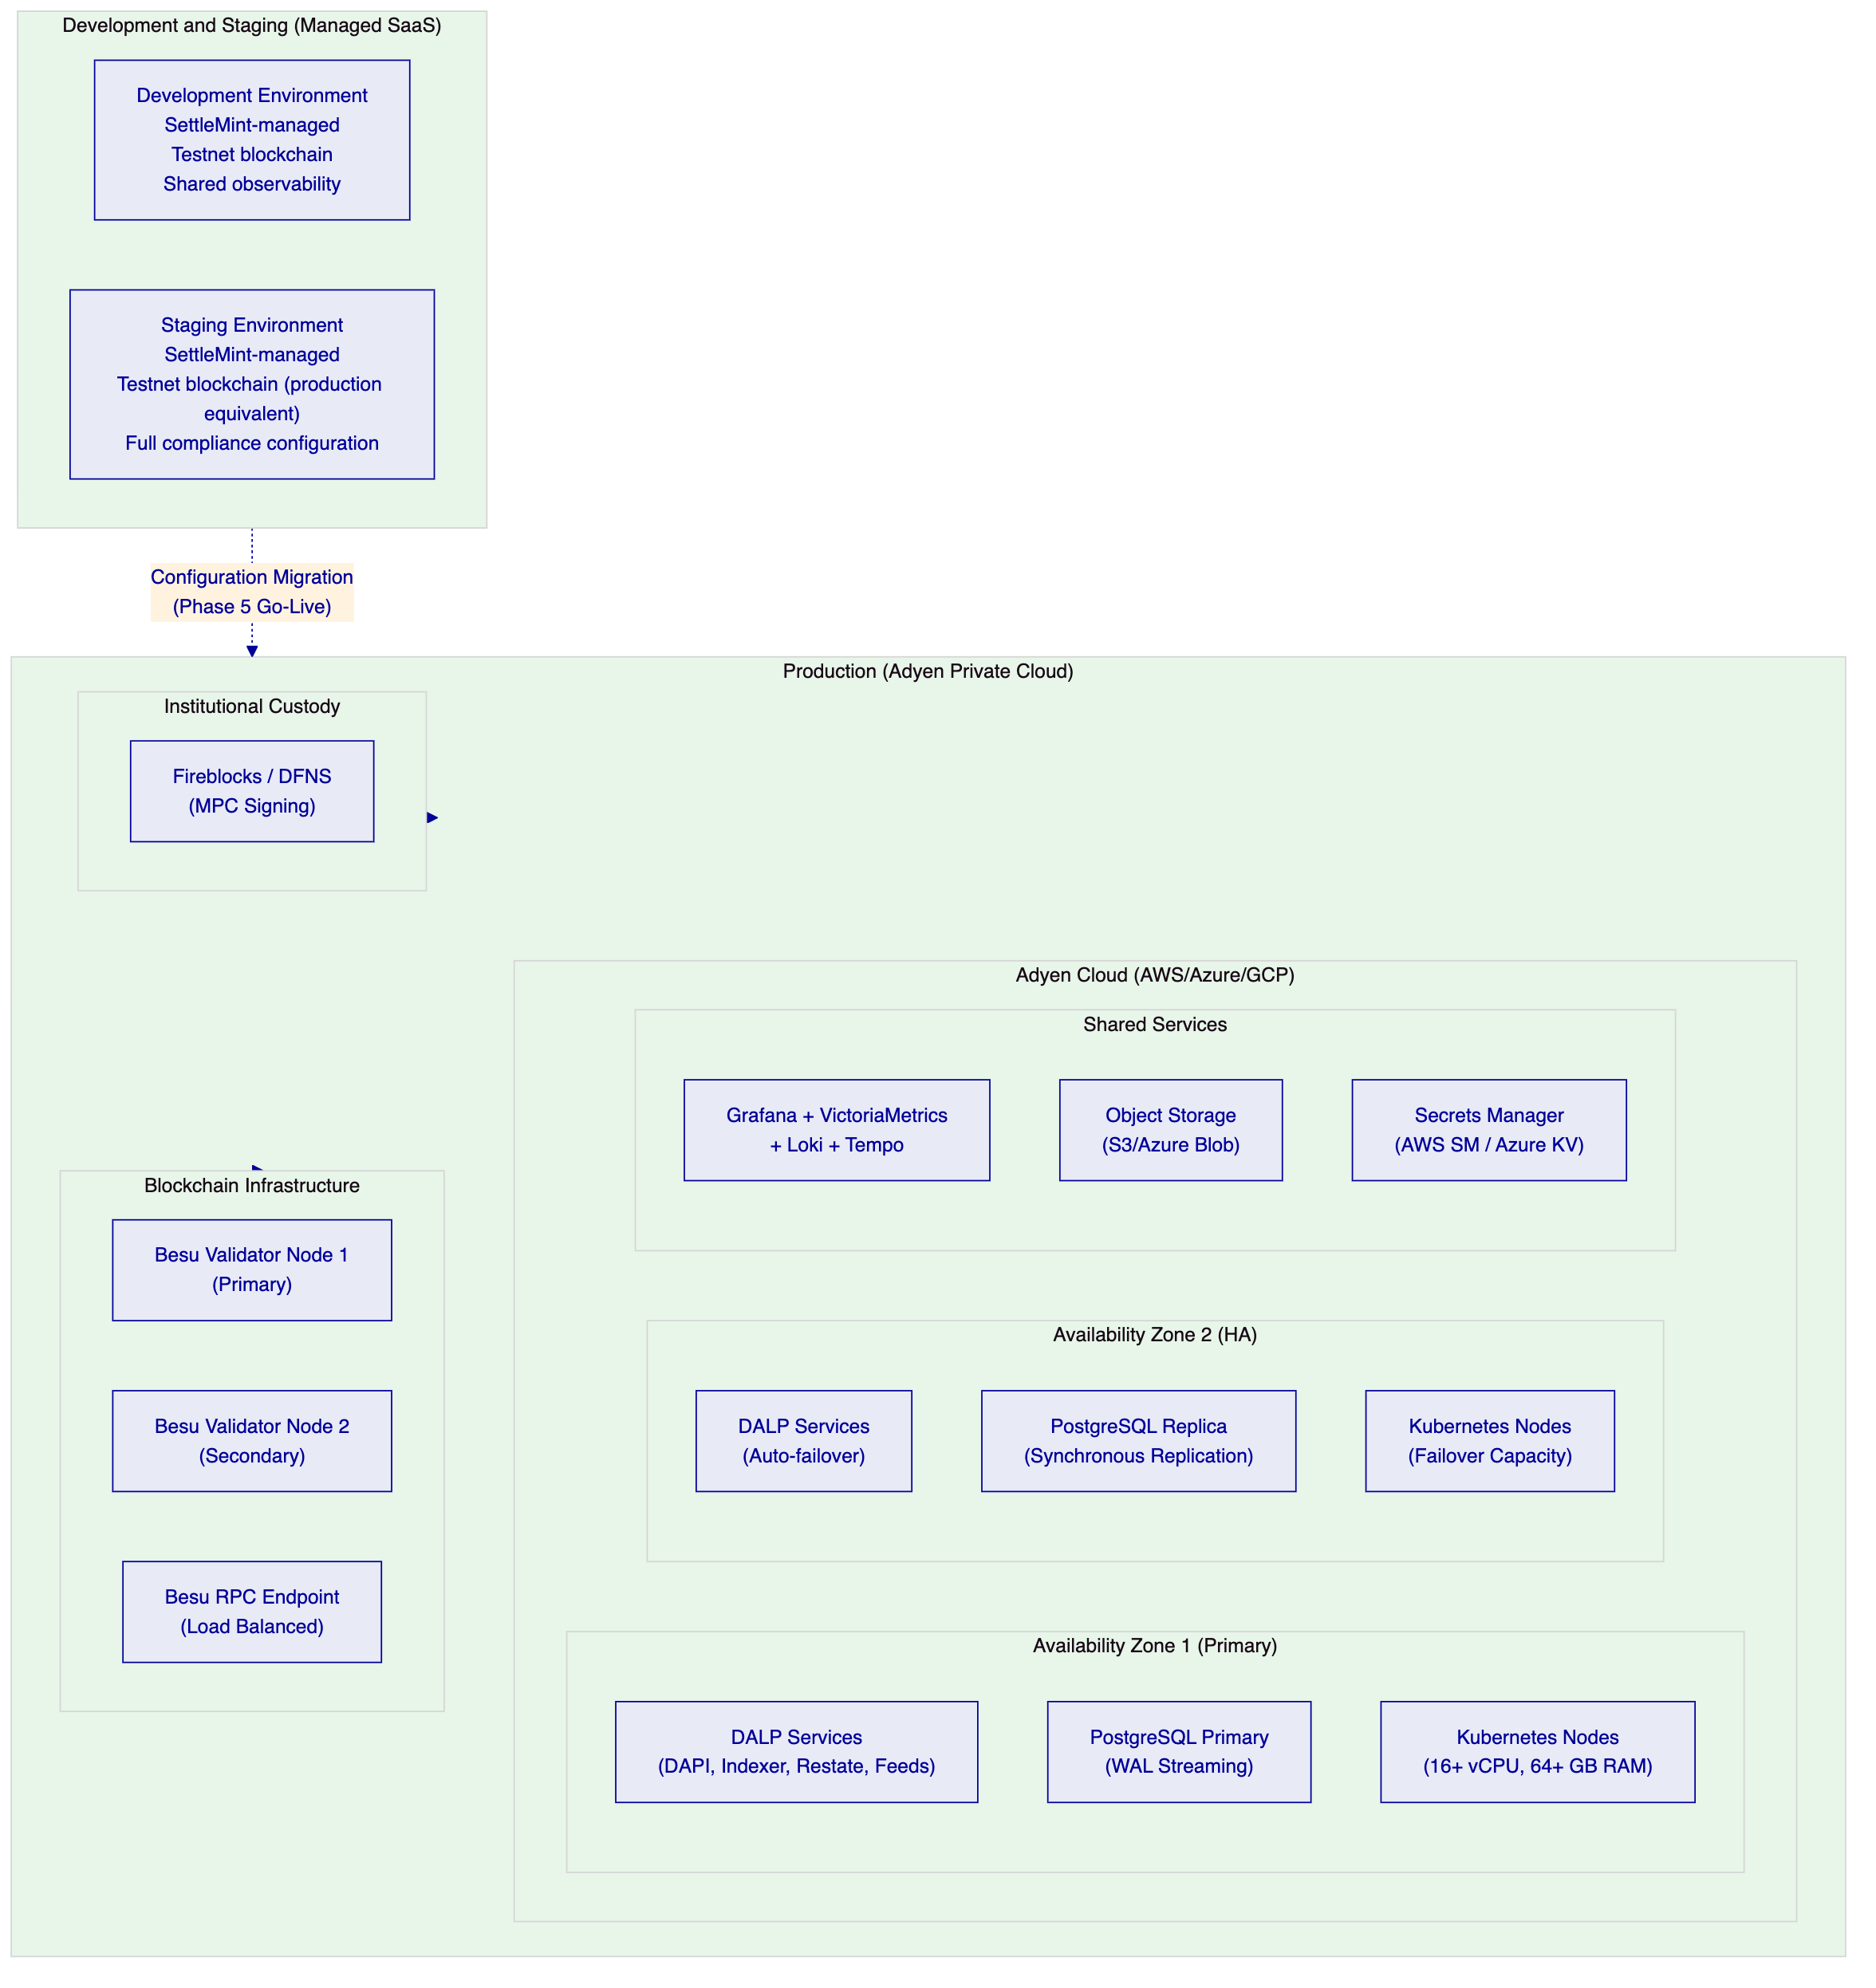 Development and Staging (Managed SaaS)
Development Environment
SettleMint-managed
Testnet blockchain
Shared observability
Staging Environment
SettleMint-managed
Testnet blockchain (production
equivalent)
Full compliance configuration
Configuration Migration
(Phase 5 Go-Live)
Production (Adyen Private Cloud)
Institutional Custody
Fireblocks / DFNS
(MPC Signing)
Adyen Cloud (AWS/Azure/GCP)
Shared Services
Grafana + VictoriaMetrics
+ Loki + Tempo
Object Storage
(S3/Azure Blob)
Secrets Manager
(AWS SM / Azure KV)
Blockchain Infrastructure
Besu Validator Node 1
(Primary)
Besu Validator Node 2
(Secondary)
Besu RPC Endpoint
(Load Balanced)
Availability Zone 2 (HA)
DALP Services
(Auto-failover)
PostgreSQL Replica
(Synchronous Replication)
Kubernetes Nodes
(Failover Capacity)
Availability Zone 1 (Primary)
DALP Services
(DAPI, Indexer, Restate, Feeds)
PostgreSQL Primary
(WAL Streaming)
Kubernetes Nodes
(16+ vCPU, 64+ GB RAM)